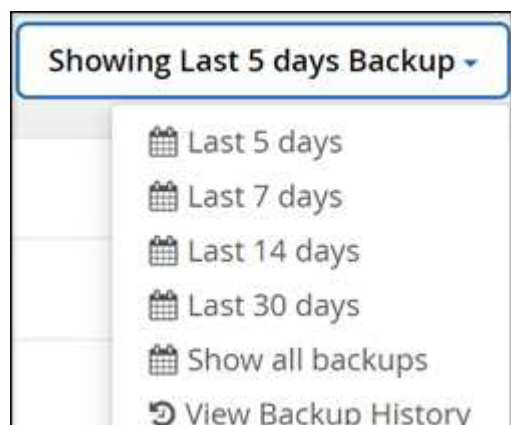 Showing Last 5 days Backup
Last 5 days
Last 7 days
Last 14 days
Last 30 days
Show all backups
View Backup History